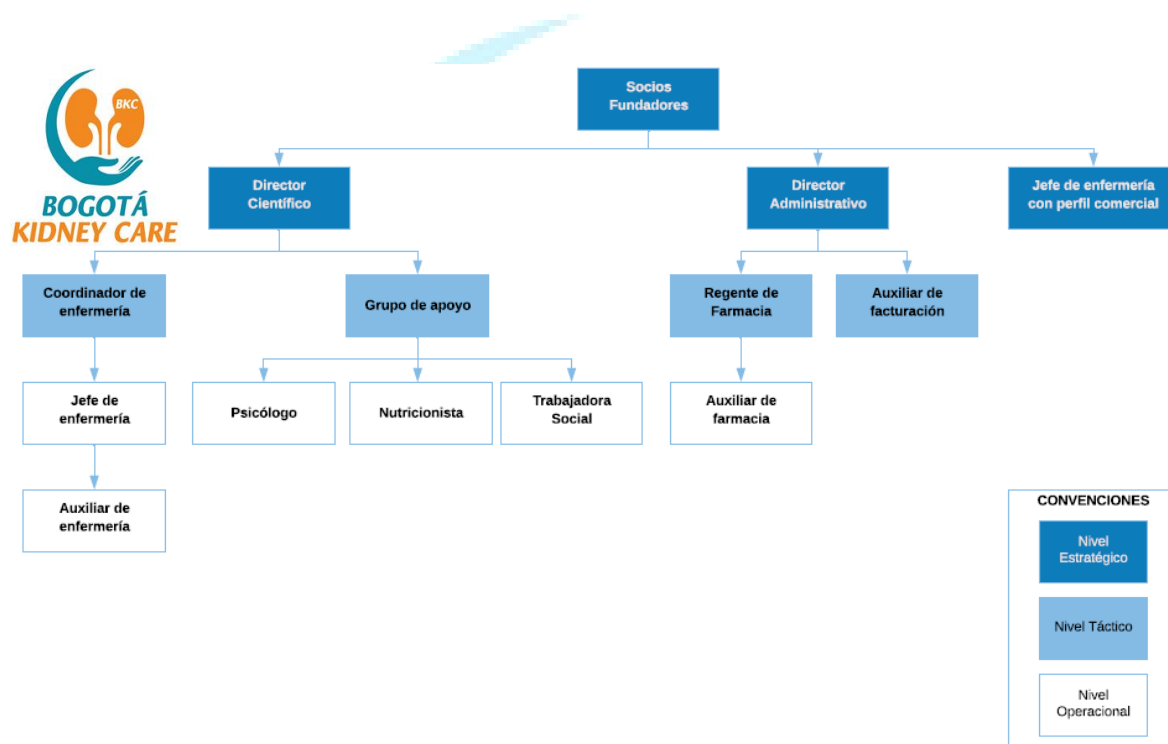 BKC
BOGOTÁ
KIDNEY CARE
Socios
Fundadores
Director
Científico
Director
Administrativo
Jefe de enfermería
con perfil comercial
Coordinador de
enfermería
Grupo de apoyo
Regente de
Farmacia
Auxiliar de
facturación
Jefe de
enfermería
Psicólogo
Nutricionista
Trabajadora
Social
Auxiliar de
farmacia
Auxiliar de
enfermería
CONVENCIONES
Nivel
Estratégico
Nivel Táctico
Nivel
Operacional